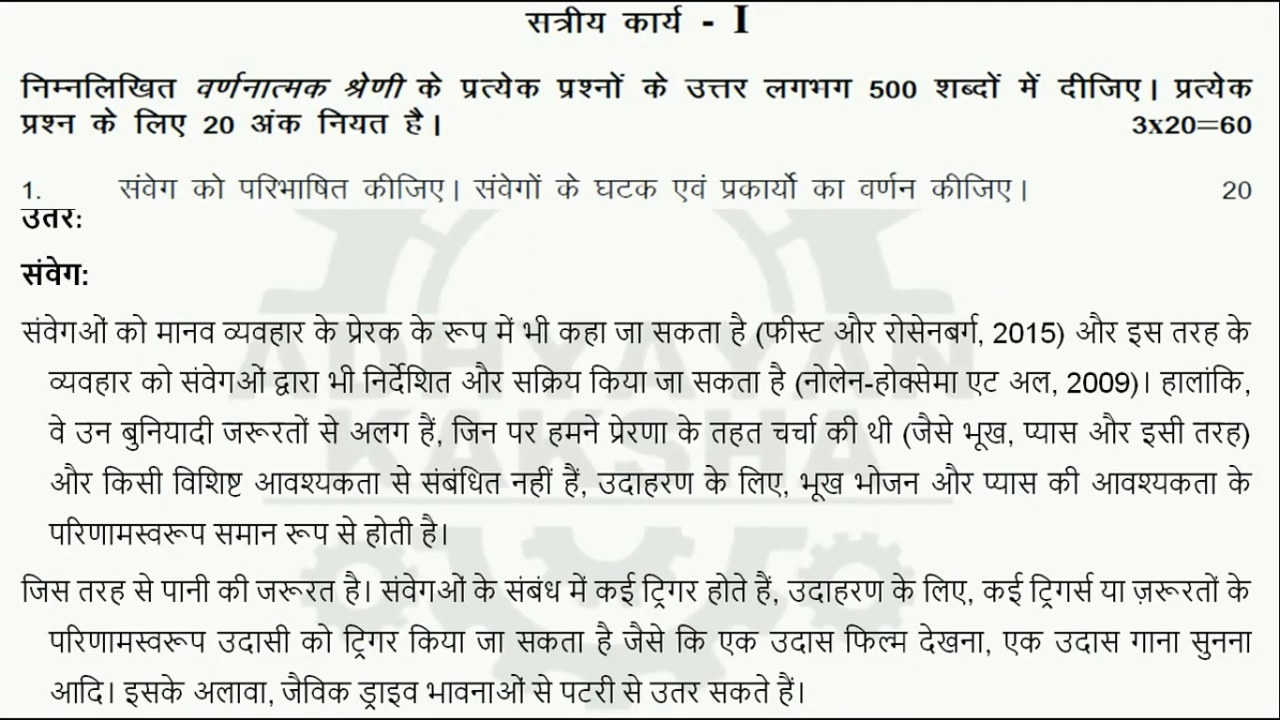 सत्रीय कार्य - I
निम्नलिखित वर्णनात्मक श्रेणी के प्रत्येक प्रश्नों के उत्तर लगभग 500 शब्दों में दीजिए। प्रत्येक
प्रश्न के लिए 20 अंक नियत है। 3x20=60
1. संवेग को परिभाषित कीजिए। संवेगों के घटक एवं प्रकार्यो का वर्णन कीजिए। 20
उतर:
संवेग:
संवेगओं को मानव व्यवहार के प्रेरक के रूप में भी कहा जा सकता है (फीस्ट और रोसेनबर्ग, 2015) और इस तरह के
व्यवहार को संवेगओं द्वारा भी निर्देशित और सक्रिय किया जा सकता है (नोलेन-होक्सेमा एट अल, 2009)। हालांकि,
वे उन बुनियादी जरूरतों से अलग हैं, जिन पर हमने प्रेरणा के तहत चर्चा की थी (जैसे भूख, प्यास और इसी तरह)
और किसी विशिष्ट आवश्यकता से संबंधित नहीं हैं, उदाहरण के लिए, भूख भोजन और प्यास की आवश्यकता के
परिणामस्वरूप समान रूप से होती है।
जिस तरह से पानी की जरूरत है। संवेगओं के संबंध में कई ट्रिगर होते हैं, उदाहरण के लिए, कई ट्रिगर्स या ज़रूरतों के
परिणामस्वरूप उदासी को ट्रिगर किया जा सकता है जैसे कि एक उदास फिल्म देखना, एक उदास गाना सुनना
आदि। इसके अलावा, जैविक ड्राइव भावनाओं से पटरी से उतर सकते हैं।
ADHYAYAN
KAKSHA